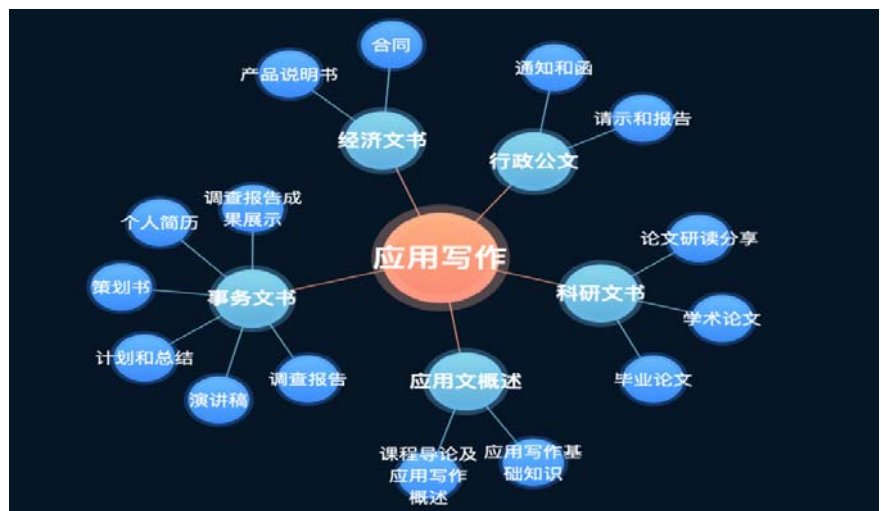 合同
产品说明书
通知和函
请示和报告
经济文书
行政公文
调查报告成
果展示
个人简历
应用写作
论文研读分享
策划书
事务文书
科研文书
学术论文
计划和总结
调查报告
应用文概述
毕业论文
演讲稿
课程导论及
应用写作
概述
应用写作基
础知识